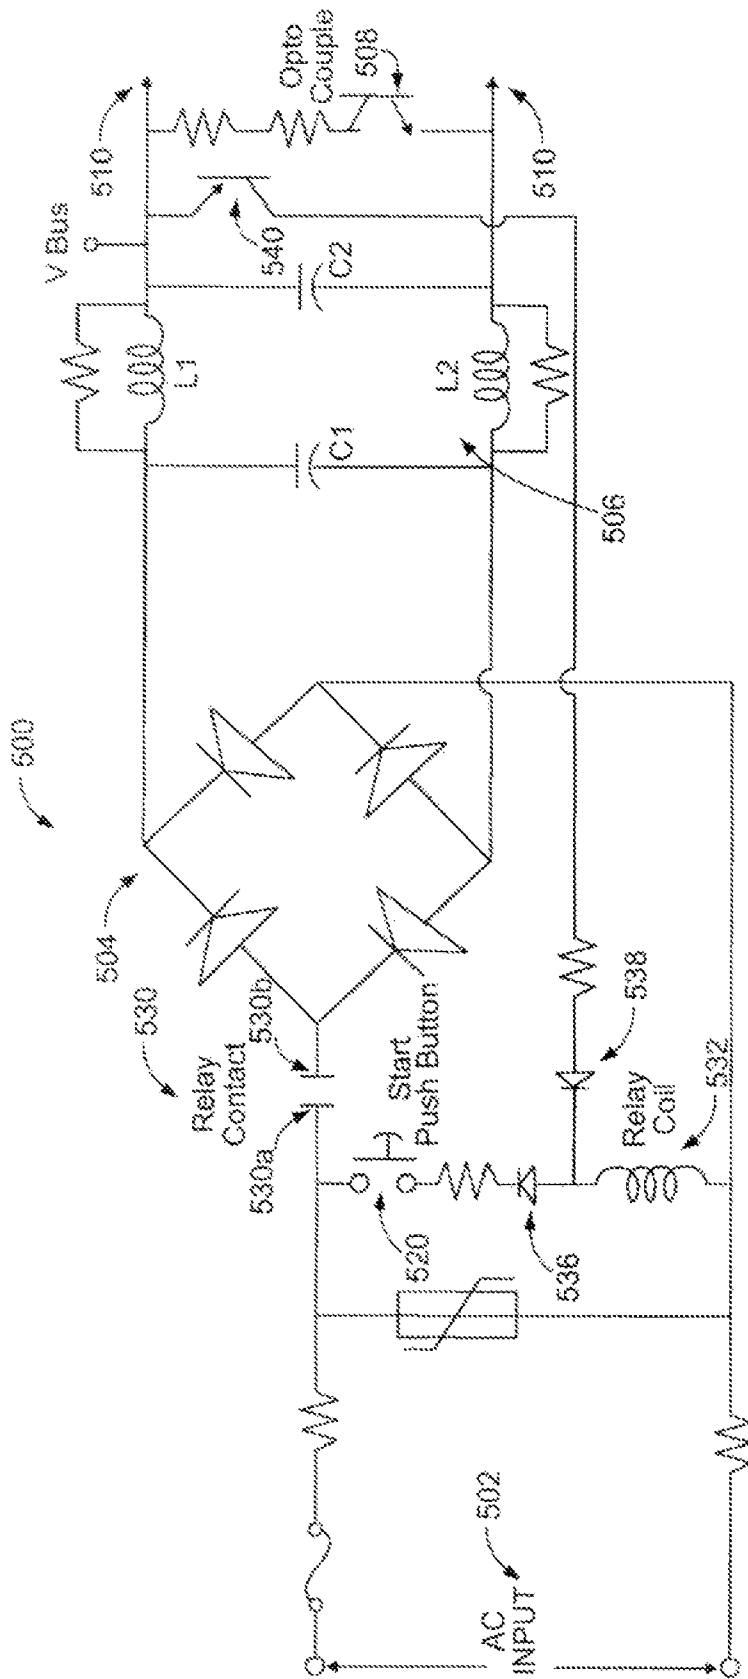 500
AC
INPUT
502
504
530
Relay
Contact
530a
530b
Start
Push Button
520
536
Relay
Coil
532
538
506
C1
C2
L1
L2
V Bus
540
510
Opto
Couple
508
510